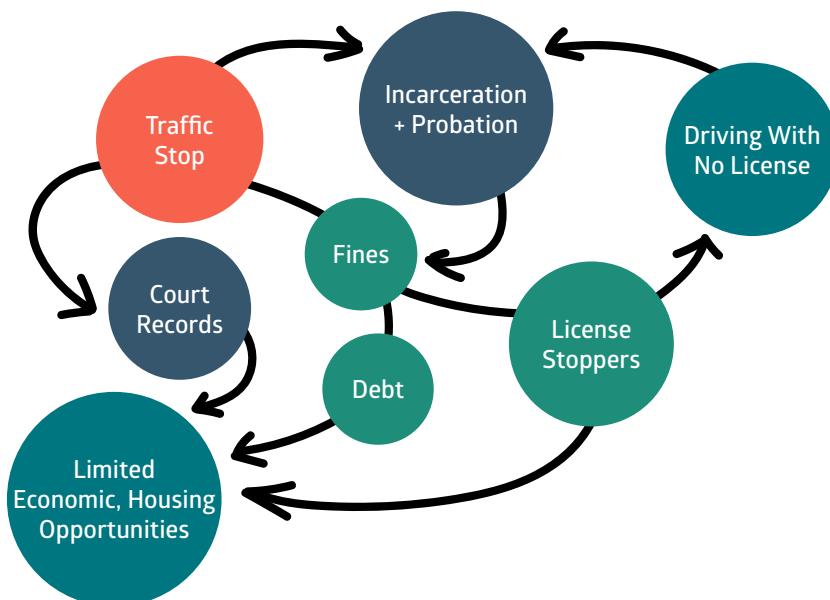 Traffic
Stop
Incarceration
+ Probation
Driving With
No License
Fines
Court
Records
License
Stoppers
Debt
Limited
Economic, Housing
Opportunities